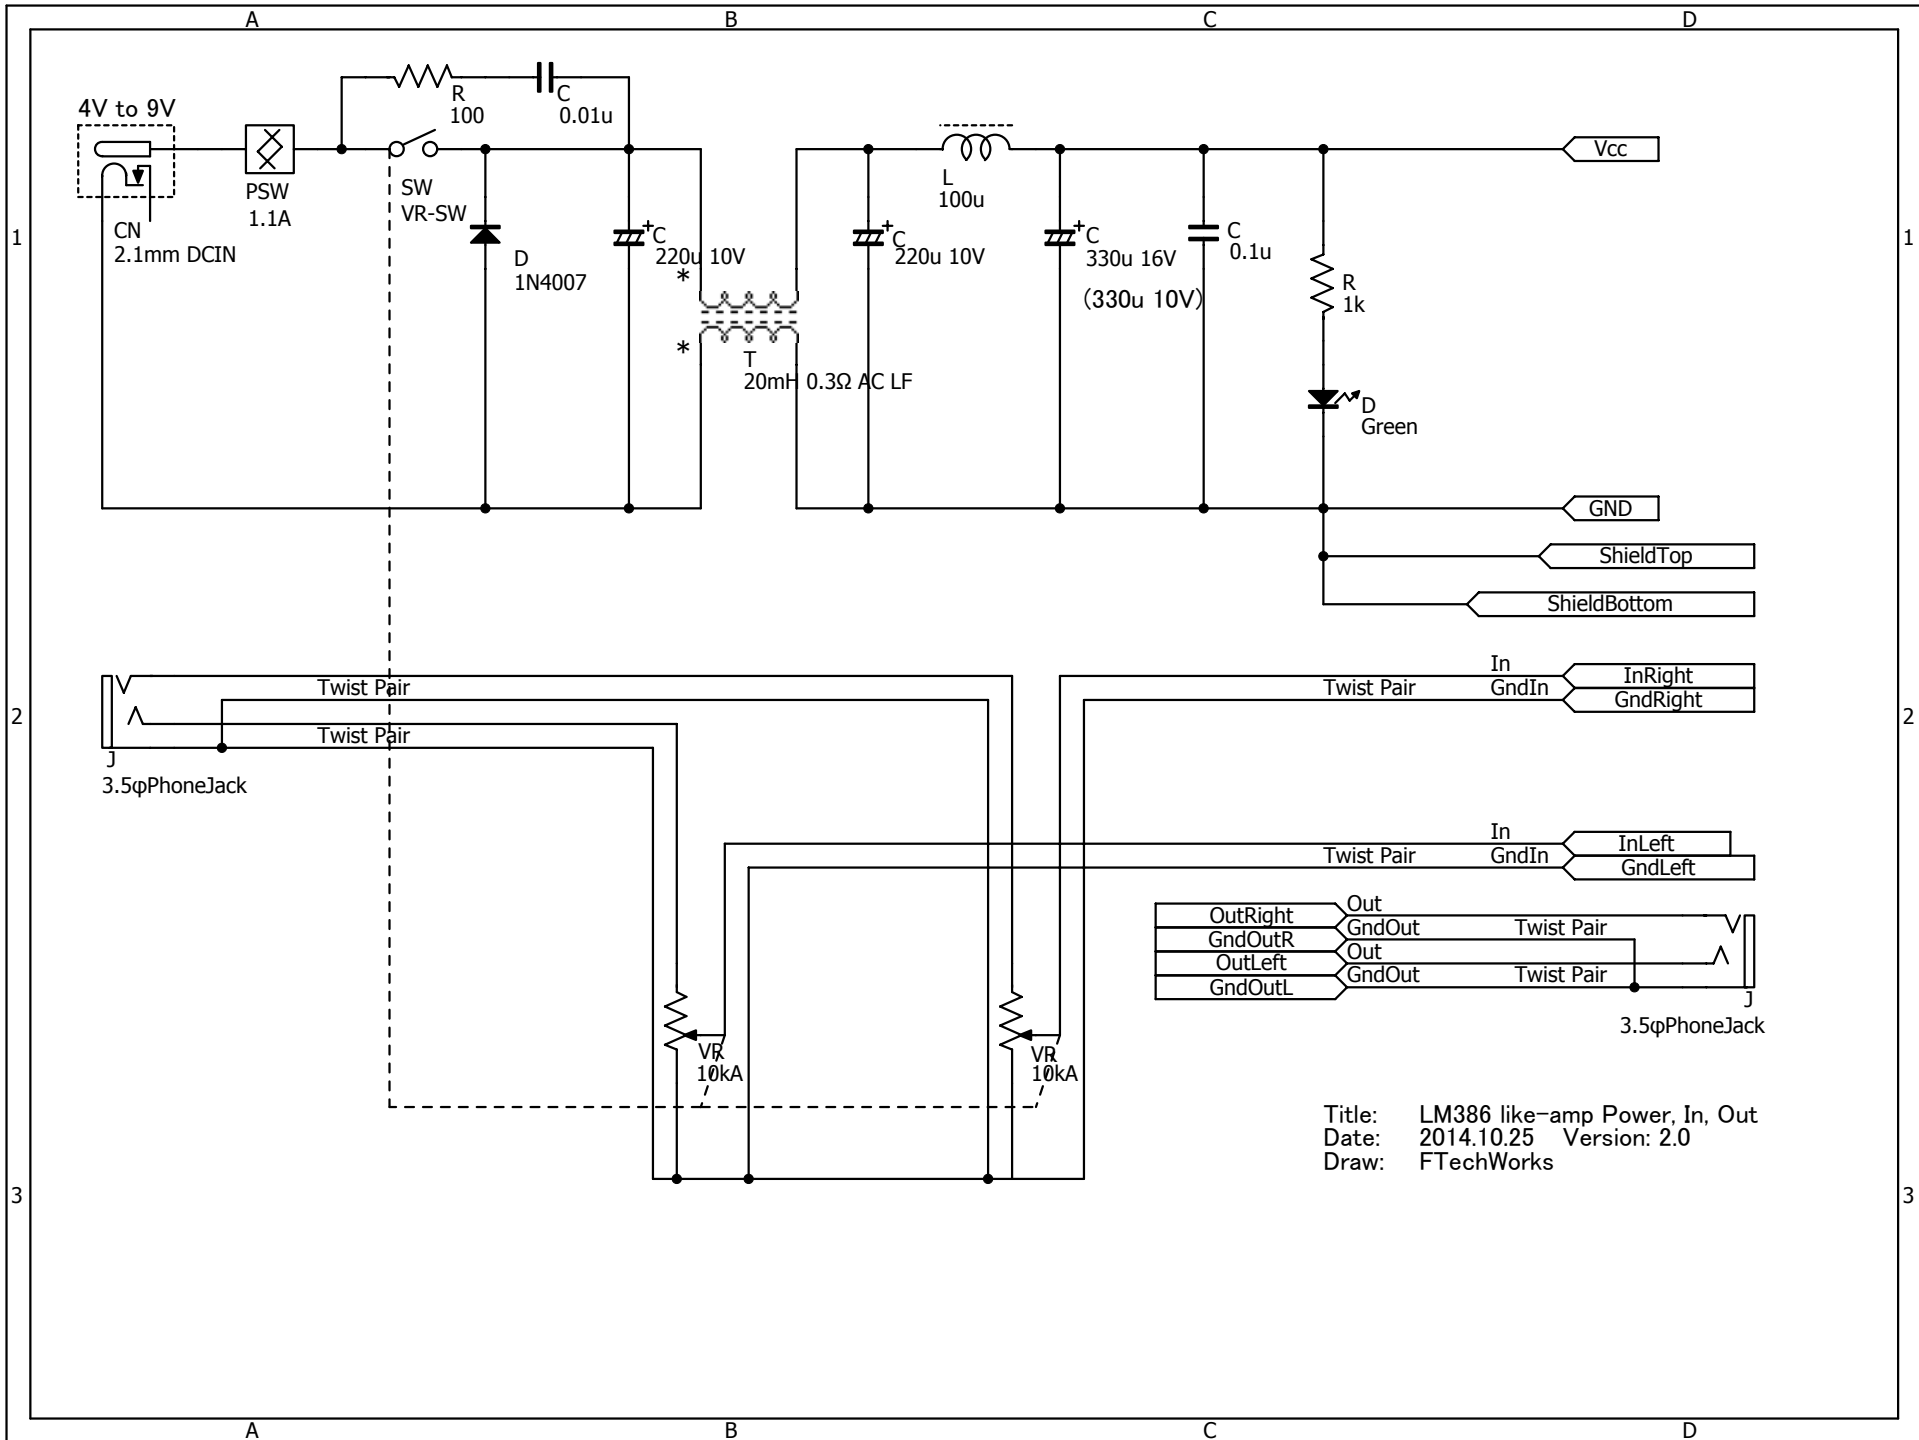 A B C D
4V to 9V
R
100
C
0.01u
PSW
1.1A
SW
VR-SW
CN
2.1mm DCIN
D
1N4007
+
C
220u 10V
*
*
T
20mH 0.3Ω AC LF
+
C
220u 10V
L
100u
+
C
330u 16V
(330u 10V)
C
0.1u
R
1k
D
Green
Vcc
GND
ShieldTop
ShieldBottom
1 1
Twist Pair
Twist Pair
J
3.5φPhoneJack
2 2
Twist Pair
In
GndIn
InRight
GndRight
Twist Pair
In
GndIn
InLeft
GndLeft
OutRight
GndOutR
OutLeft
GndOutL
Out
GndOut
Out
GndOut
Twist Pair
Twist Pair
J
3.5φPhoneJack
VR
10kA
VR
10kA
Title: LM386 like-amp Power, In, Out
Date: 2014.10.25 Version: 2.0
Draw: FTechWorks
3 3
A B C D